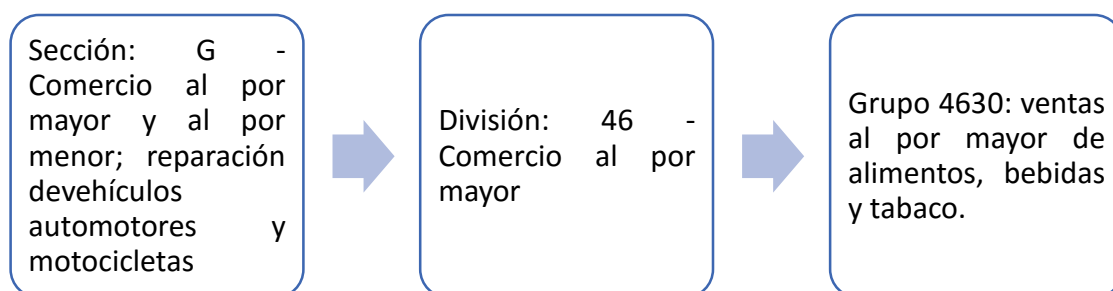 Sección: G -
Comercio al por
mayor y al por
menor; reparación
devehículos
automotores y
motocicletas
División: 46 -
Comercio al por
mayor
Grupo 4630: ventas
al por mayor de
alimentos, bebidas
y tabaco.